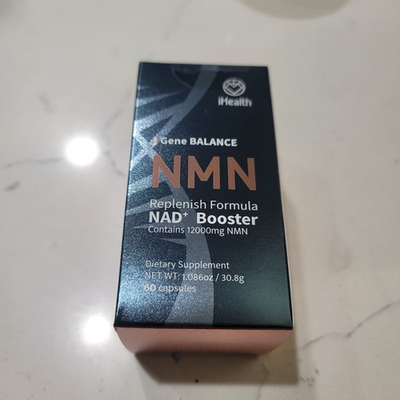 iHealth
Gene BALANCE
NMN
Replenish Formula
NAD+ Booster
Contains 12000mg NMN
Dietary Supplement
NET WT: 1.086oz / 30.8g
60 capsules